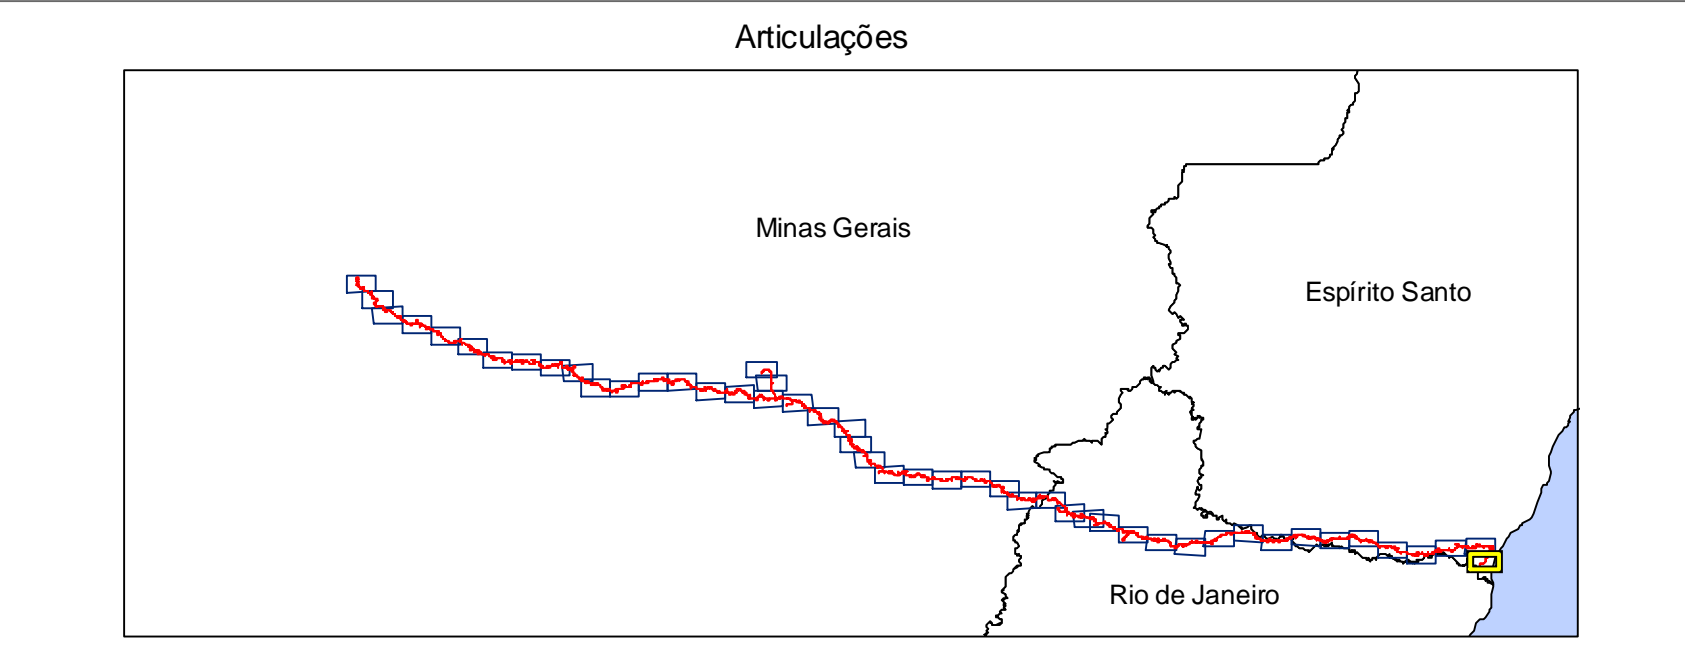 Articulações
Minas Gerais
Espírito Santo
Rio de Janeiro